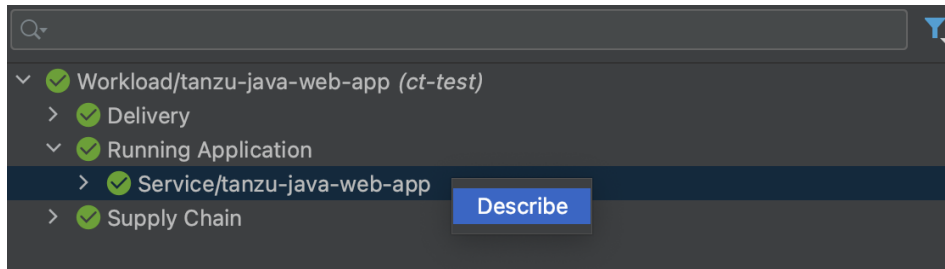 Workload/tanzu-java-web-app (ct-test)
Delivery
Running Application
Service/tanzu-java-web-app
Describe
Supply Chain